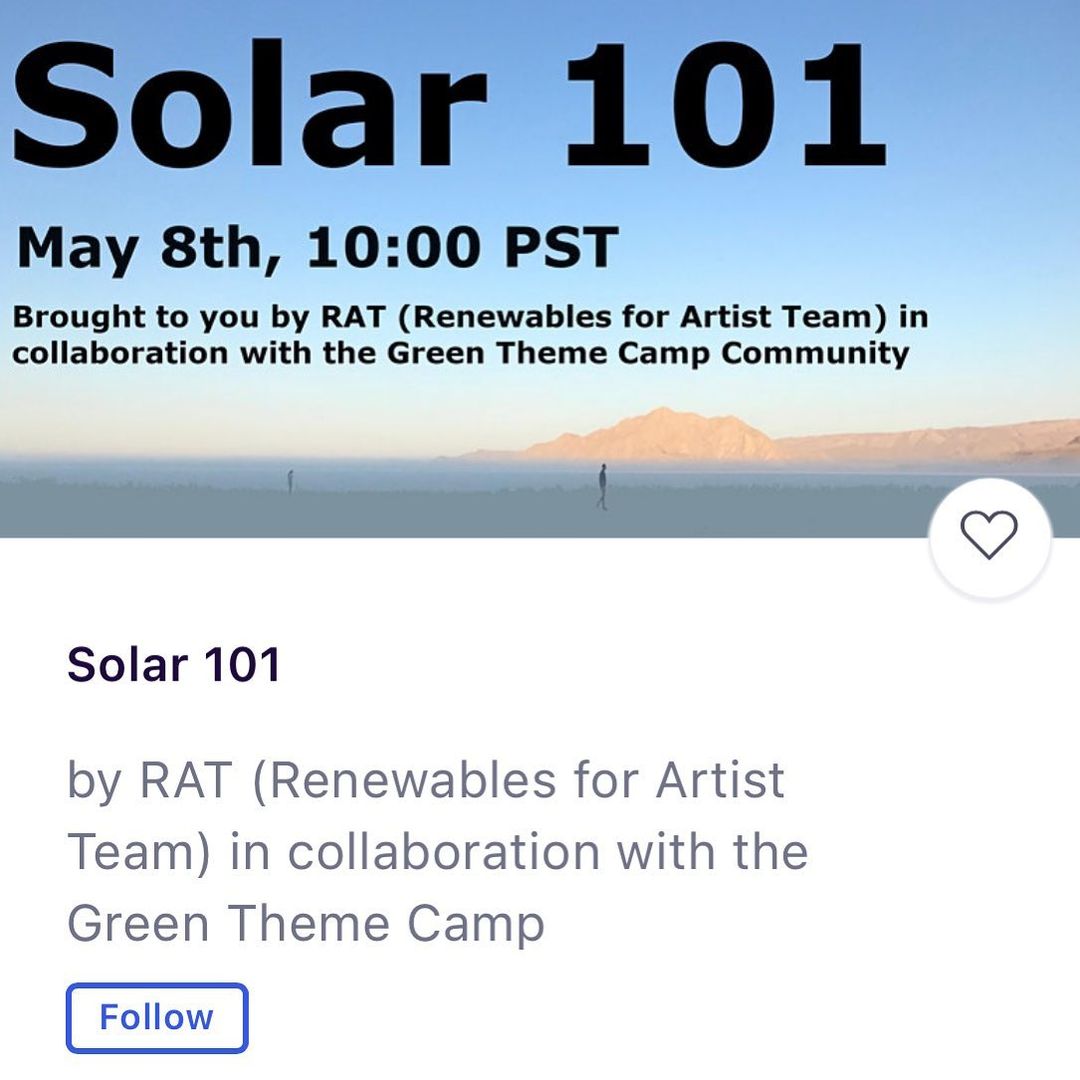 Solar 101
May 8th, 10:00 PST
Brought to you by RAT (Renewables for Artist Team) in
collaboration with the Green Theme Camp Community
Solar 101
by RAT (Renewables for Artist
Team) in collaboration with the
Green Theme Camp
Follow